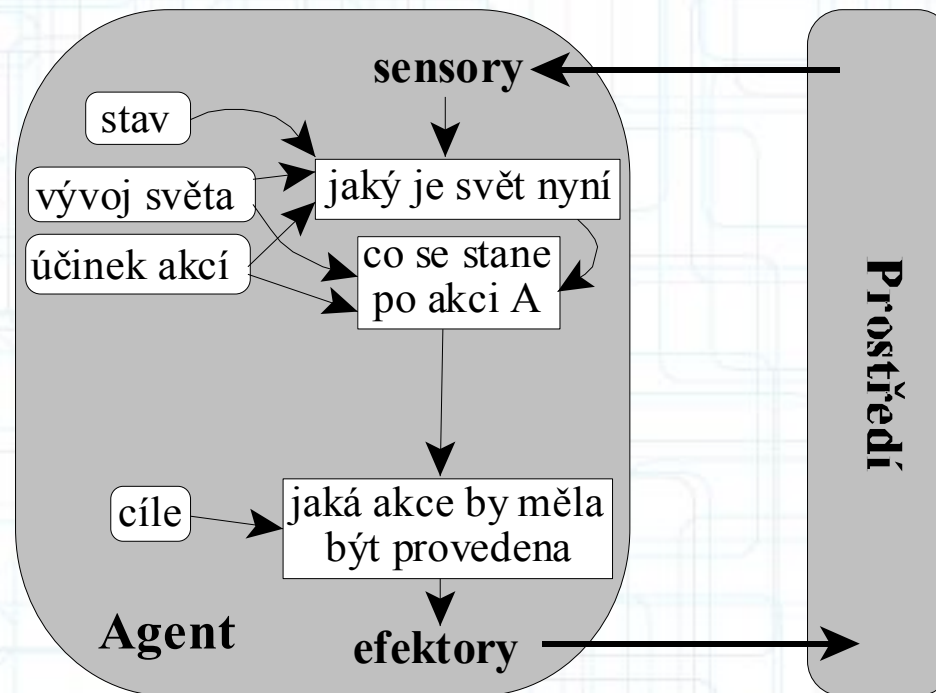 sensory
stav
jaký je svět nyní
vývoj světa
účinek akcí
co se stane
po akci A
Prostředí
cíle
jaká akce by měla
být provedena
Agent
efektory